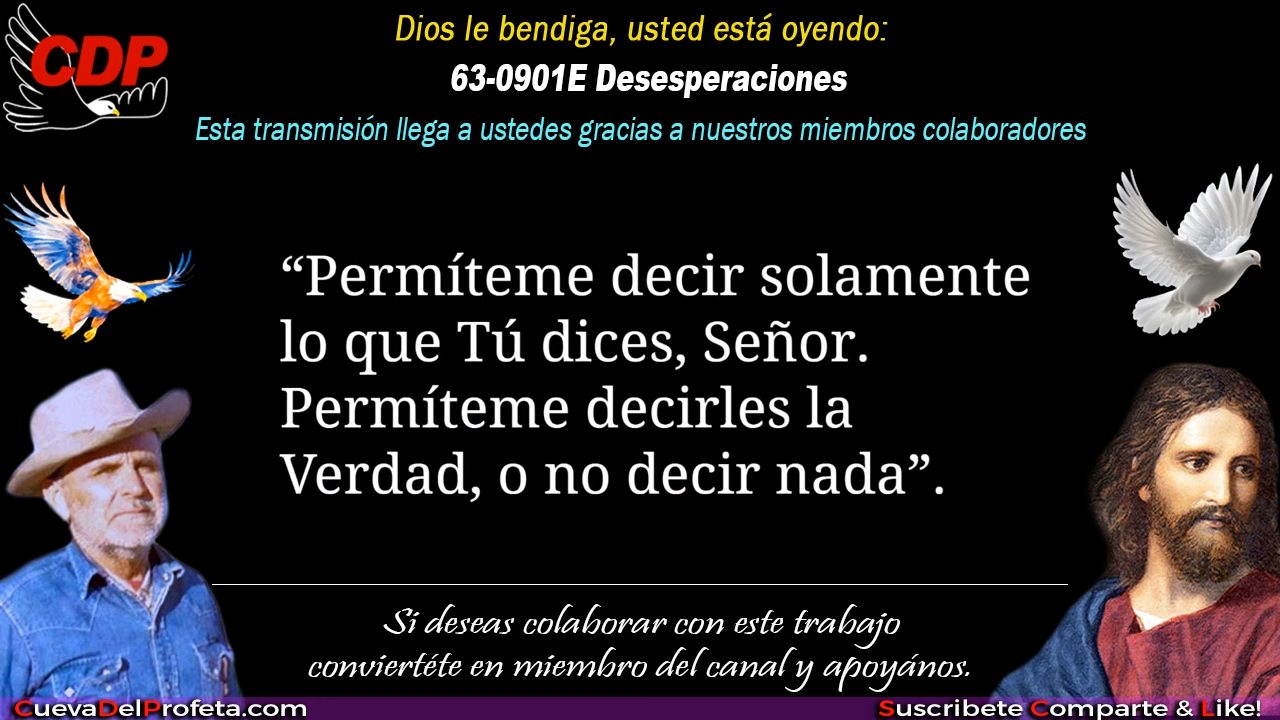 CDP
Dios le bendiga, usted está oyendo:
63-0901E Desesperaciones
Esta transmisión llega a ustedes gracias a nuestros miembros colaboradores
“Permíteme decir solamente
lo que Tú dices, Señor.
Permíteme decirles la
Verdad, o no decir nada”.
Si deseas colaborar con este trabajo
conviertéte en miembro del canal y apoyános.
CuevaDelProfeta.com
Suscribete Comparte & Like!